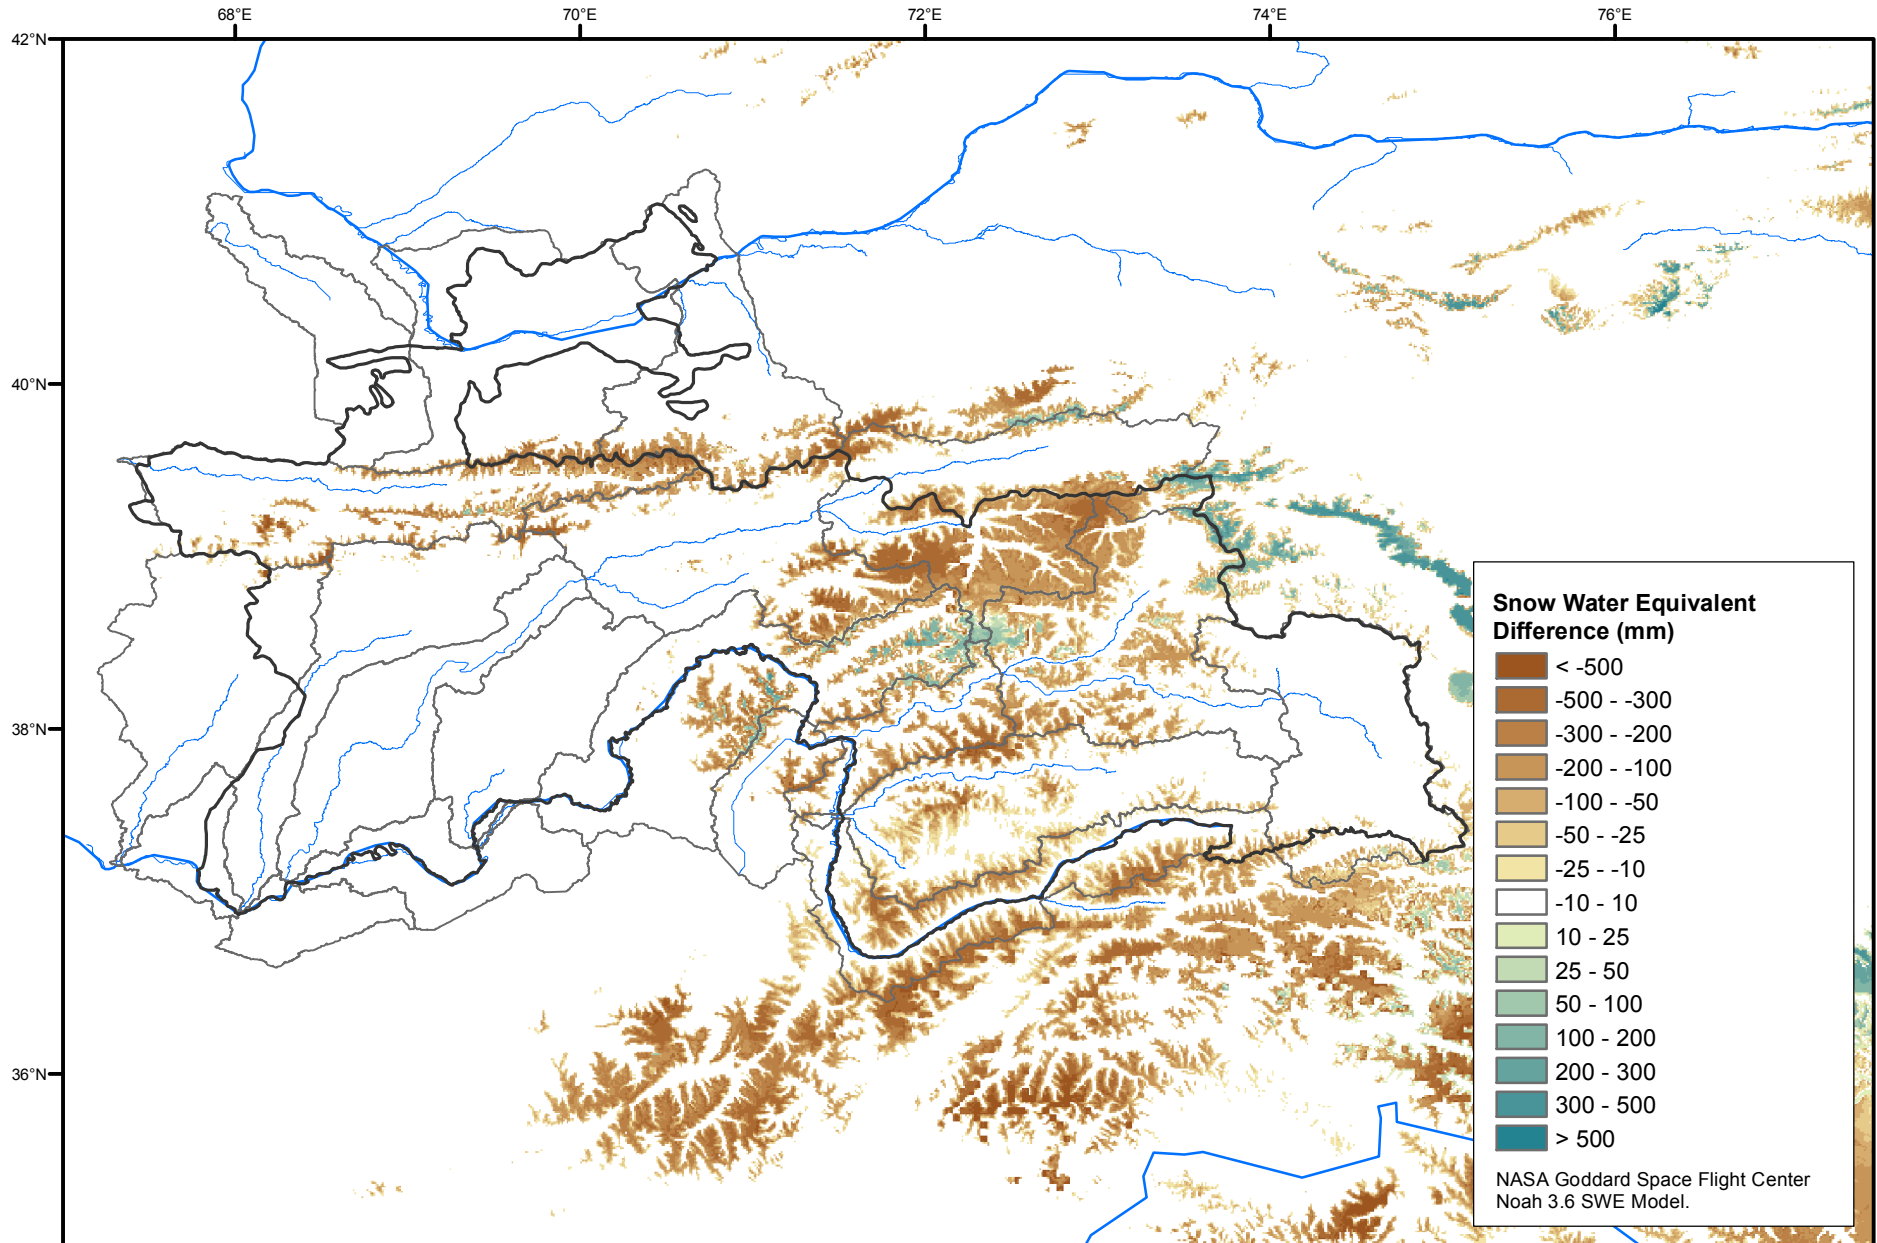 68°E
70°E
72°E
74°E
76°E
42°N
40°N
38°N
36°N
Snow Water Equivalent
Difference (mm)
< -500
-500 - -300
-300 - -200
-200 - -100
-100 - -50
-50 - -25
-25 - -10
-10 - 10
10 - 25
25 - 50
50 - 100
100 - 200
200 - 300
300 - 500
> 500
NASA Goddard Space Flight Center
Noah 3.6 SWE Model.